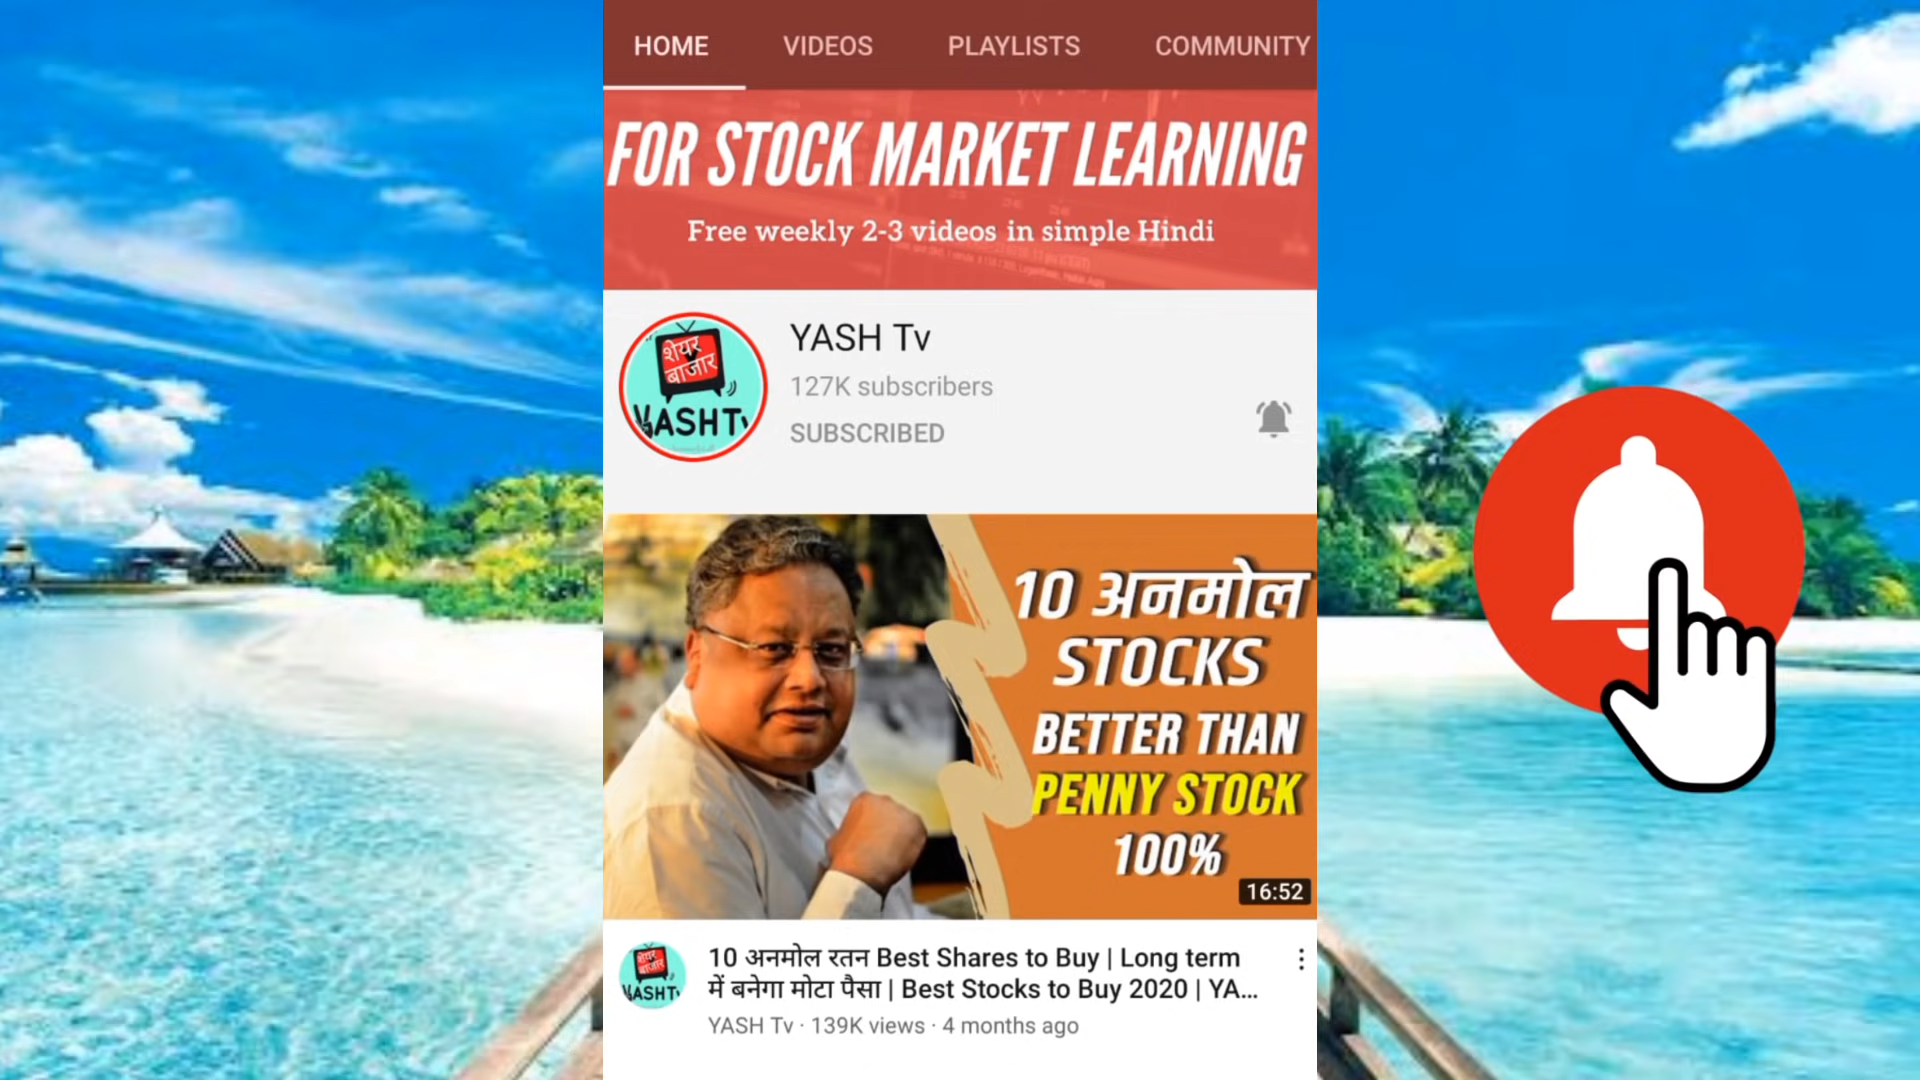 HOME VIDEOS PLAYLISTS COMMUNITY
FOR STOCK MARKET LEARNING
Free weekly 2-3 videos in simple Hindi
शेयर
बाजार
YASH Tv
YASH Tv
127K subscribers
SUBSCRIBED
10 अनमोल
STOCKS
BETTER THAN
PENNY STOCK
100%
16:52
शेयर
बाजार
YASH Tv
10 अनमोल रतन Best Shares to Buy | Long term
में बनेगा मोटा पैसा | Best Stocks to Buy 2020 | YA...
YASH Tv · 139K views · 4 months ago